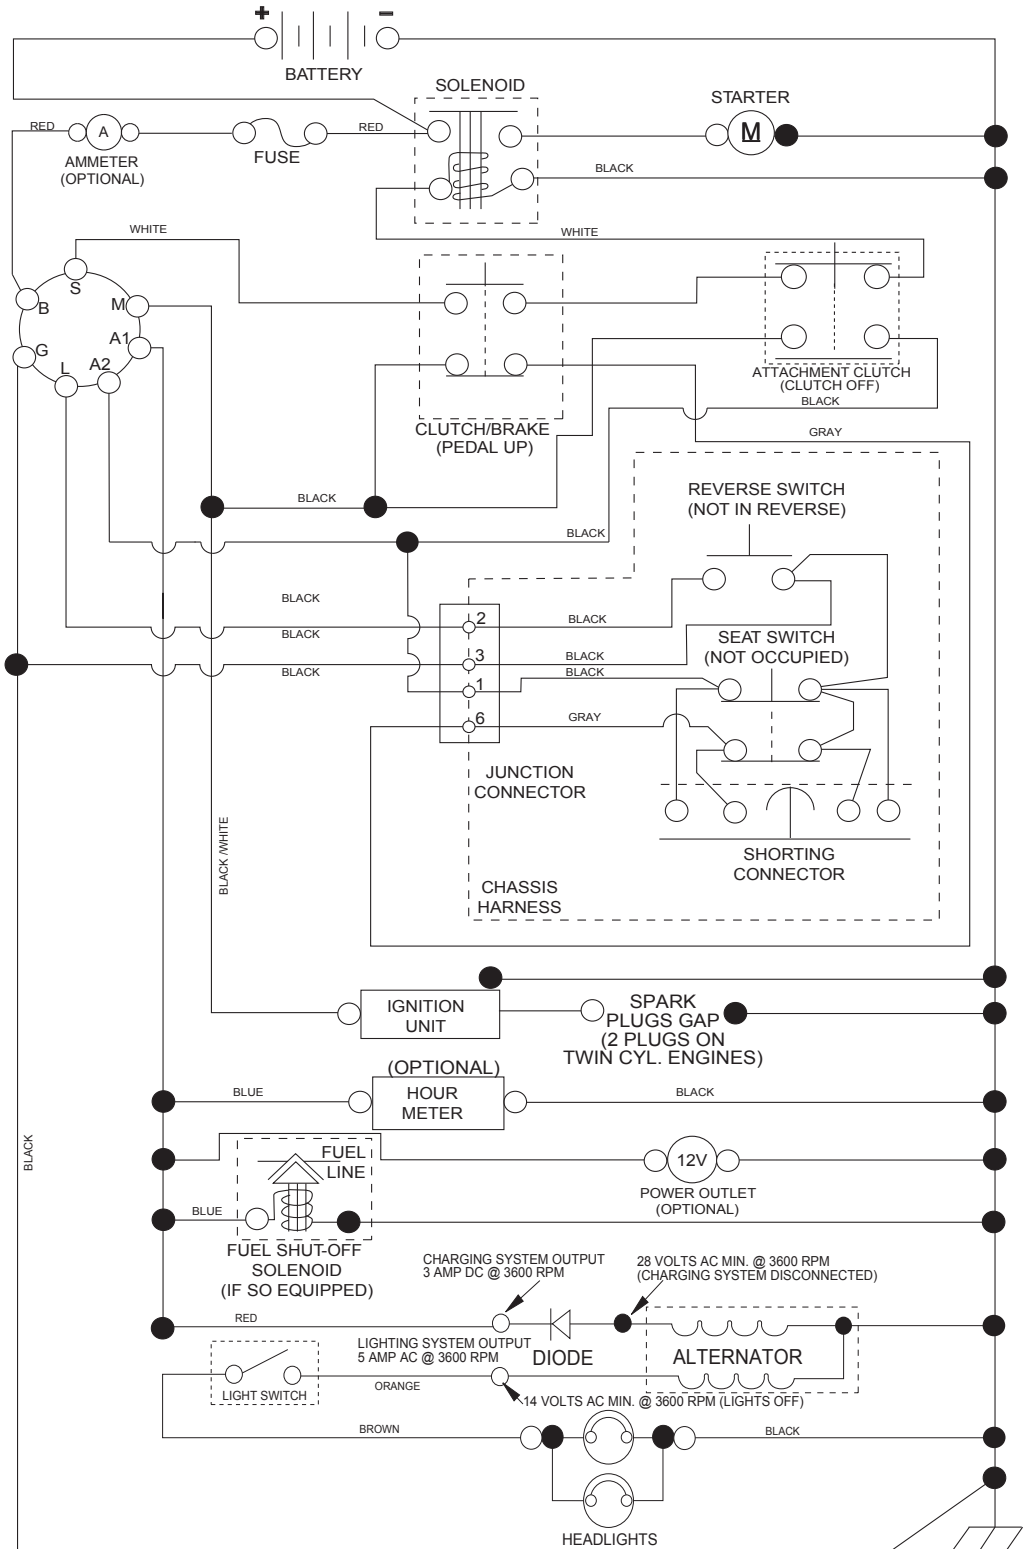 + −
BATTERY
SOLENOID
STARTER
RED
A
RED
M
AMMETER
(OPTIONAL)
FUSE
BLACK
WHITE
WHITE
S
B
M
G
A1
L
A2
ATTACHMENT CLUTCH
(CLUTCH OFF)
BLACK
CLUTCH/BRAKE
(PEDAL UP)
GRAY
REVERSE SWITCH
(NOT IN REVERSE)
BLACK
BLACK
BLACK
2
BLACK
BLACK
SEAT SWITCH
(NOT OCCUPIED)
3
BLACK
BLACK
1
BLACK
6
GRAY
JUNCTION
CONNECTOR
BLACK /WHITE
SHORTING
CONNECTOR
CHASSIS
HARNESS
IGNITION
UNIT
SPARK
PLUGS GAP
(2 PLUGS ON
TWIN CYL. ENGINES)
(OPTIONAL)
HOUR
METER
BLUE
BLACK
BLACK
FUEL
LINE
12V
POWER OUTLET
(OPTIONAL)
BLUE
FUEL SHUT-OFF
SOLENOID
(IF SO EQUIPPED)
CHARGING SYSTEM OUTPUT
3 AMP DC @ 3600 RPM
28 VOLTS AC MIN. @ 3600 RPM
(CHARGING SYSTEM DISCONNECTED)
RED
LIGHTING SYSTEM OUTPUT
5 AMP AC @ 3600 RPM
DIODE
ALTERNATOR
LIGHT SWITCH
ORANGE
14 VOLTS AC MIN. @ 3600 RPM (LIGHTS OFF)
BROWN
BLACK
HEADLIGHTS